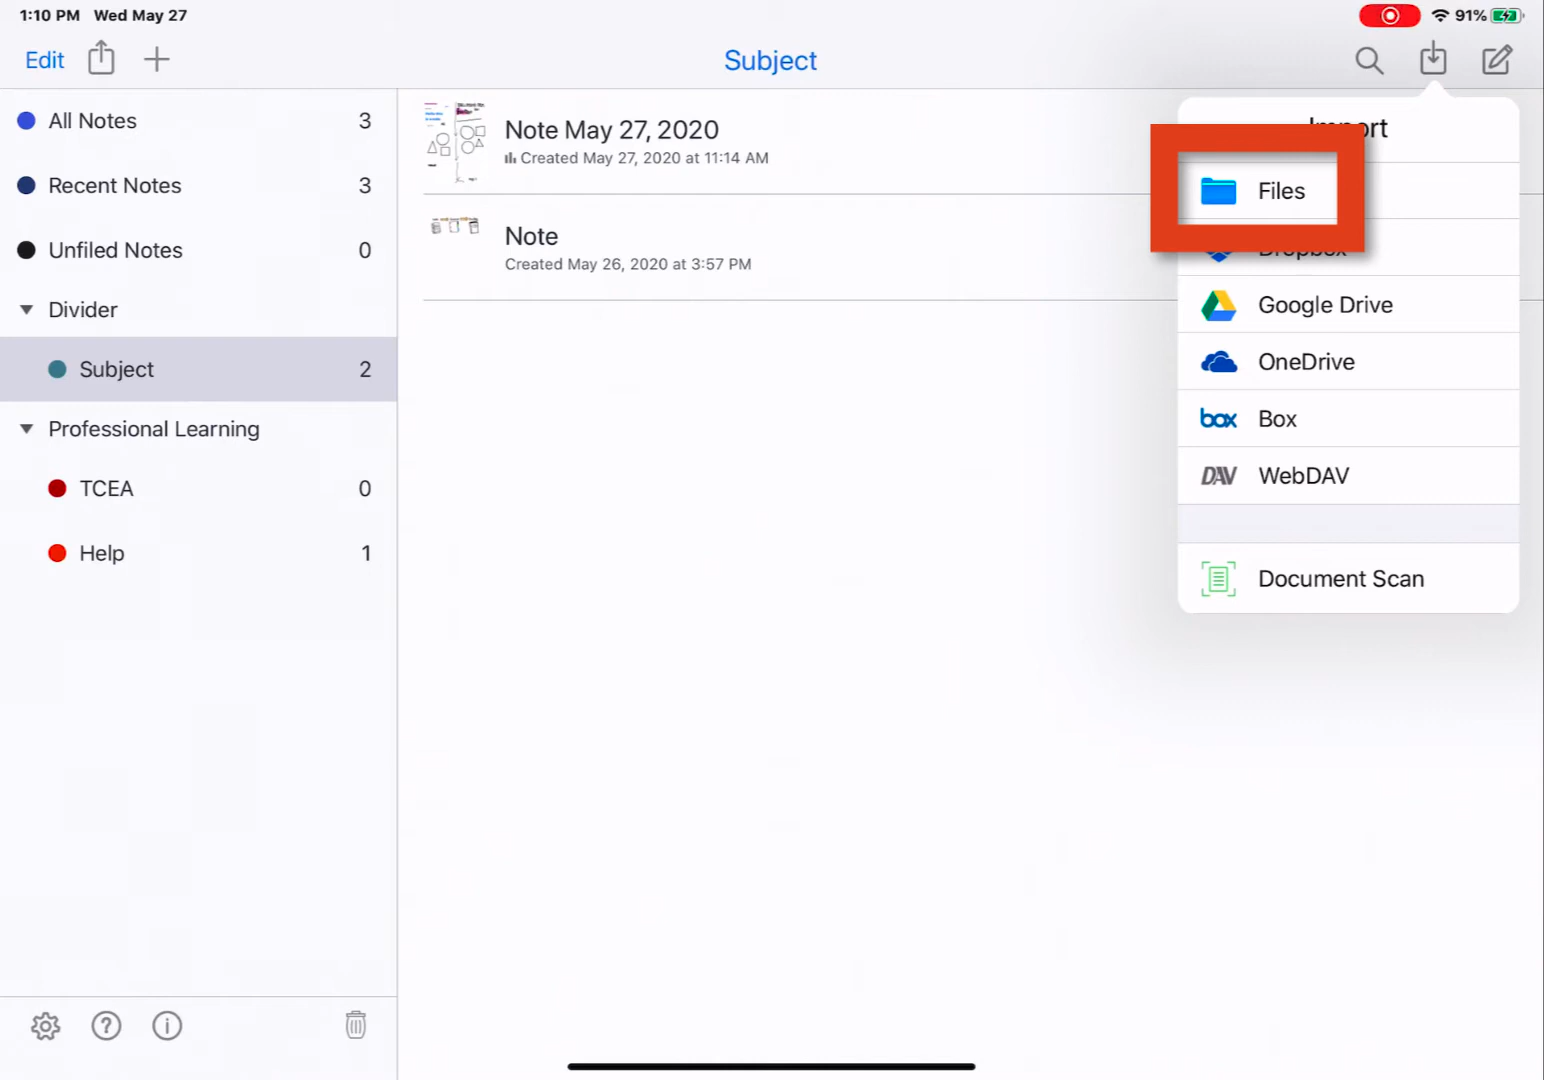 1:10 PM Wed May 27
91%
Edit
Subject
All Notes 3
Recent Notes 3
Unfiled Notes 0
Divider
Subject 2
Professional Learning
TCEA 0
Help 1
Note May 27, 2020
Created May 27, 2020 at 11:14 AM
Note
Created May 26, 2020 at 3:57 PM
Import
Files
Dropbox
Google Drive
OneDrive
box Box
DAV WebDAV
Document Scan